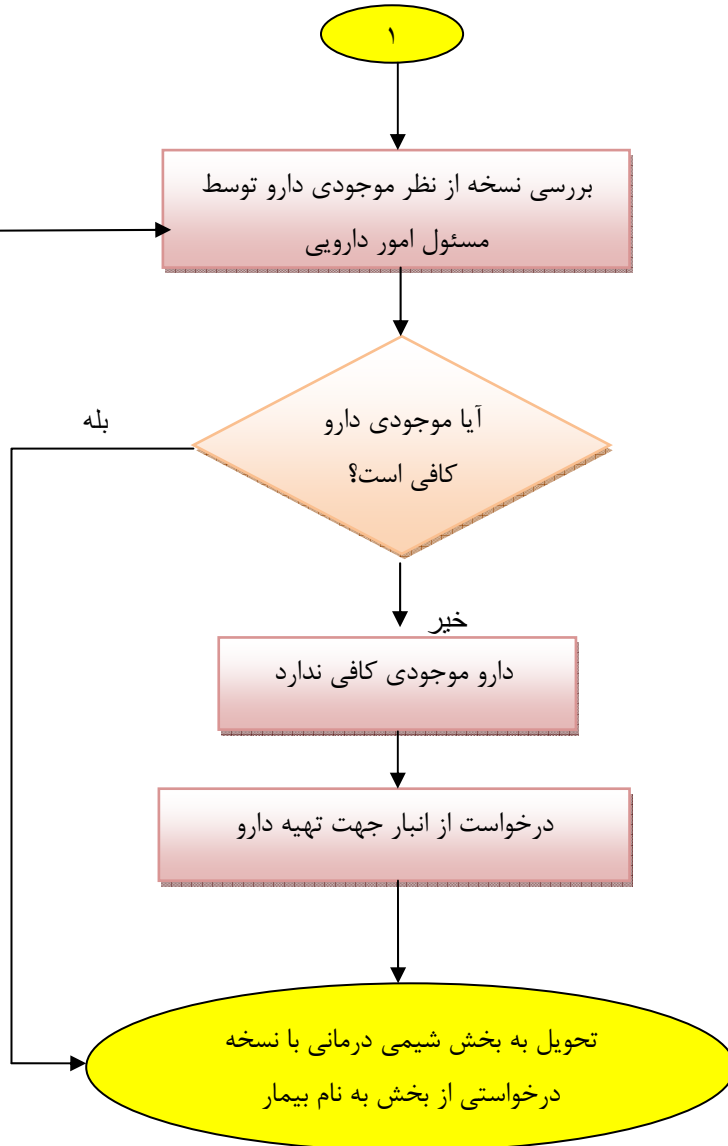 ۱
بررسی نسخه از نظر موجودی دارو توسط
مسئول امور دارویی
آیا موجودی دارو
کافی است؟
بله
خیر
دارو موجودی کافی ندارد
درخواست از انبار جهت تهیه دارو
تحویل به بخش شیمی درمانی با نسخه
درخواستی از بخش به نام بیمار